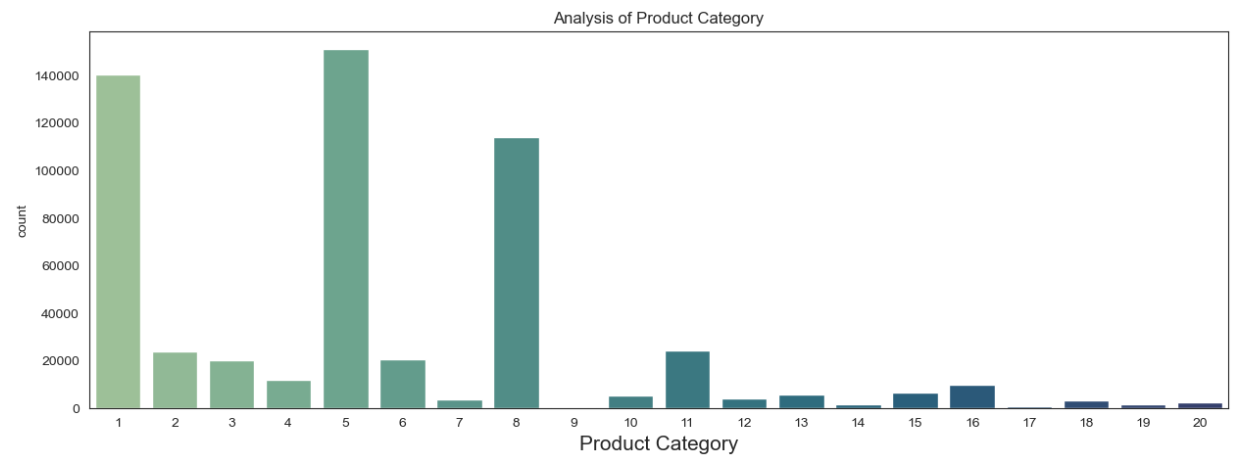 Analysis of Product Category
140000
120000
100000
80000
60000
40000
20000
0
count
1 2 3 4 5 6 7 8 9 10 11 12 13 14 15 16 17 18 19 20
Product Category